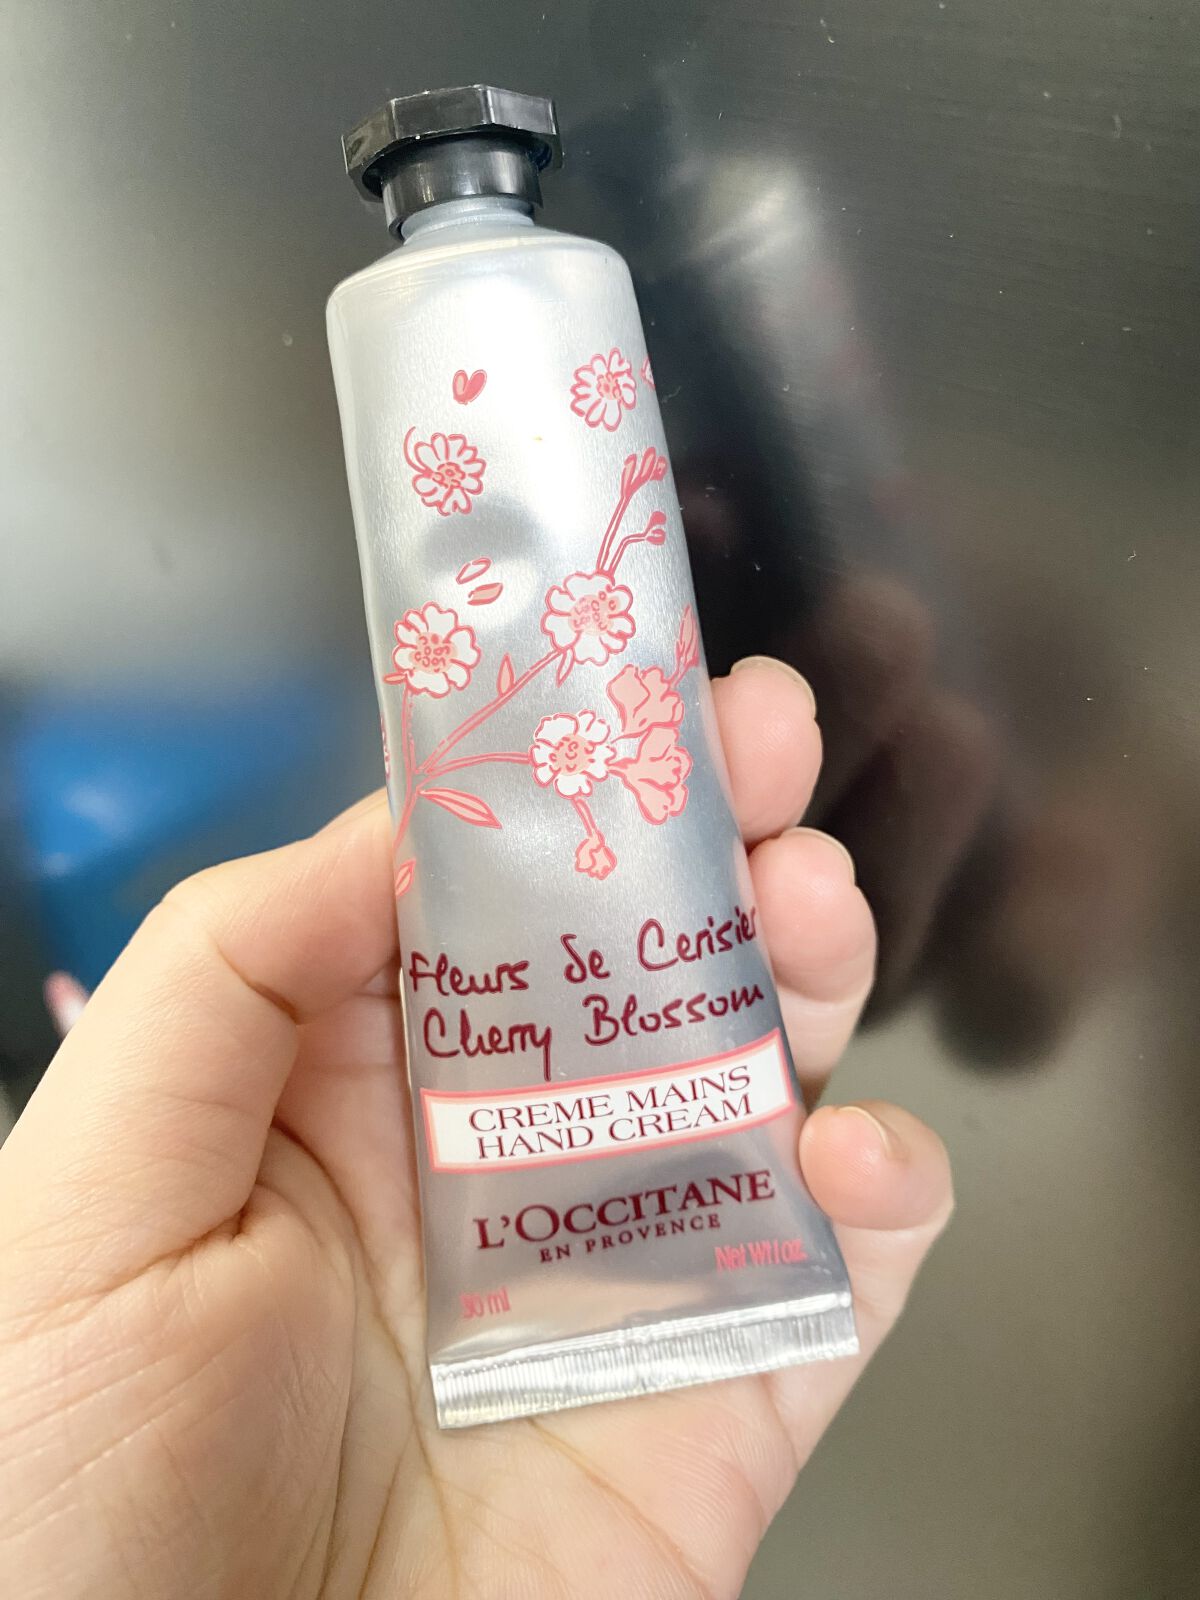 Fleurs de Cerisier
Cherry Blossom
CREME MAINS
HAND CREAM
L'OCCITANE
EN PROVENCE
Net Wt 1 oz.
30 ml